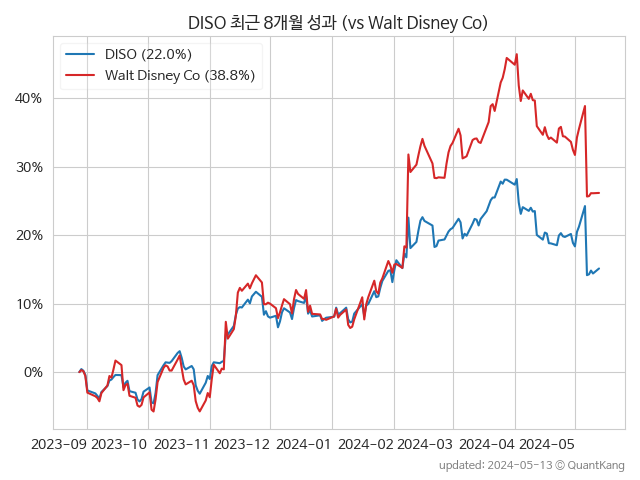 DISO 최근 8개월 성과 (vs Walt Disney Co)
DISO (22.0%)
Walt Disney Co (38.8%)
40%
30%
20%
10%
0%
2023-09 2023-10 2023-11 2023-12 2024-01 2024-02 2024-03 2024-04 2024-05
updated: 2024-05-13 © QuantKang